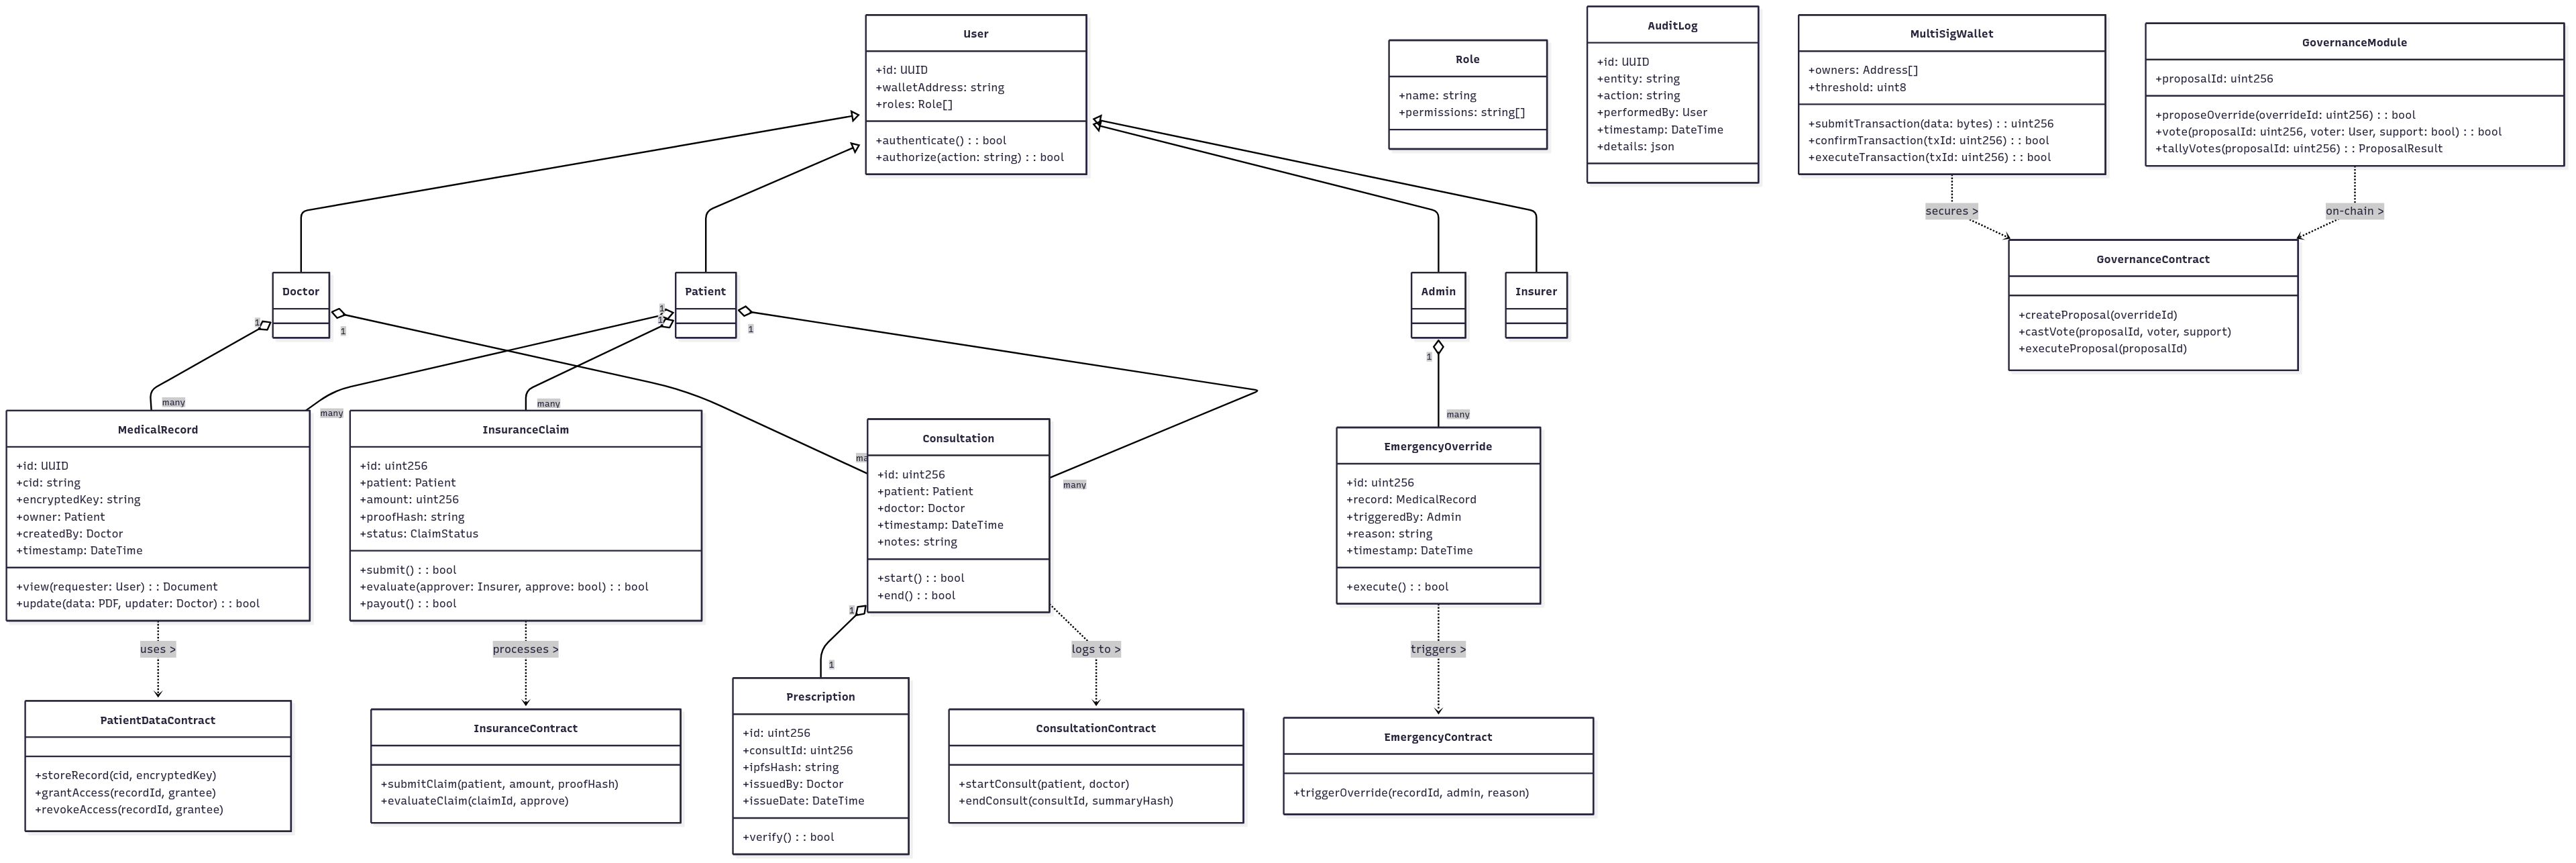 User
+id: UUID
+walletAddress: string
+roles: Role[]
+authenticate() : : bool
+authorize(action: string) : : bool
Role
+name: string
+permissions: string[]
AuditLog
+id: UUID
+entity: string
+action: string
+performedBy: User
+timestamp: DateTime
+details: json
MultiSigWallet
+owners: Address[]
+threshold: uint8
+submitTransaction(data: bytes) : : uint256
+confirmTransaction(txId: uint256) : : bool
+executeTransaction(txId: uint256) : : bool
GovernanceModule
+proposalId: uint256
+proposeOverride(overrideId: uint256) : : bool
+vote(proposalId: uint256, voter: User, support: bool) : : bool
+tallyVotes(proposalId: uint256) : : ProposalResult
secures >
on-chain >
Doctor
Patient
Admin
Insurer
GovernanceContract
+createProposal(overrideId)
+castVote(proposalId, voter, support)
+executeProposal(proposalId)
1
1
1
1
1
1
many
many
many
ma
many
many
MedicalRecord
+id: UUID
+cid: string
+encryptedKey: string
+owner: Patient
+createdBy: Doctor
+timestamp: DateTime
+view(requester: User) : : Document
+update(data: PDF, updater: Doctor) : : bool
InsuranceClaim
+id: uint256
+patient: Patient
+amount: uint256
+proofHash: string
+status: ClaimStatus
+submit() : : bool
+evaluate(approver: Insurer, approve: bool) : : bool
+payout() : : bool
Consultation
+id: uint256
+patient: Patient
+doctor: Doctor
+timestamp: DateTime
+notes: string
+start() : : bool
+end() : : bool
EmergencyOverride
+id: uint256
+record: MedicalRecord
+triggeredBy: Admin
+reason: string
+timestamp: DateTime
+execute() : : bool
1
1
uses >
processes >
logs to >
triggers >
PatientDataContract
+storeRecord(cid, encryptedKey)
+grantAccess(recordId, grantee)
+revokeAccess(recordId, grantee)
InsuranceContract
+submitClaim(patient, amount, proofHash)
+evaluateClaim(claimId, approve)
Prescription
+id: uint256
+consultId: uint256
+ipfsHash: string
+issuedBy: Doctor
+issueDate: DateTime
+verify() : : bool
ConsultationContract
+startConsult(patient, doctor)
+endConsult(consultId, summaryHash)
EmergencyContract
+triggerOverride(recordId, admin, reason)